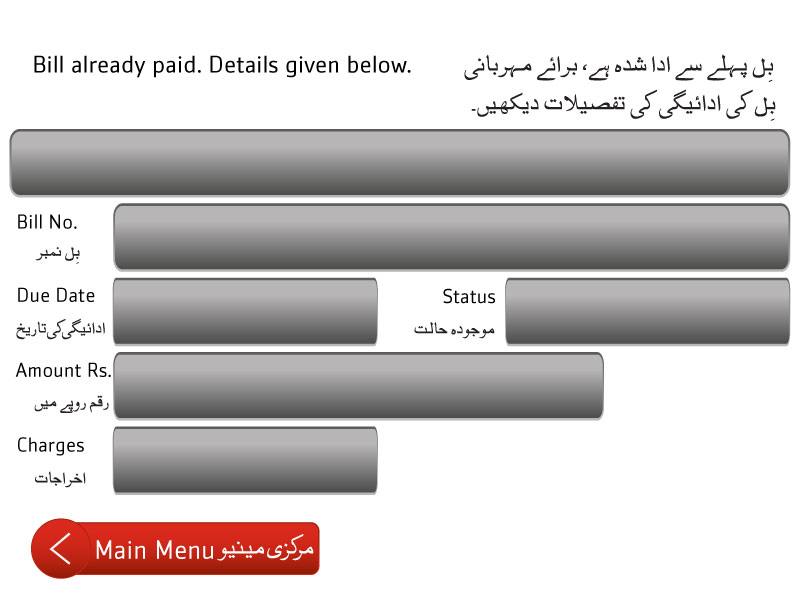 Bill already paid. Details given below.
بِل پہلے سے ادا شدہ ہے، برائے مہربانی
بِل کی ادائیگی کی تفصیلات دیکھیں۔
Bill No.
بِل نمبر
Due Date
ادائیگی کی تاریخ
Status
موجودہ حالت
Amount Rs.
رقم روپے میں
Charges
اخراجات
Main Menu مرکزی مینیو